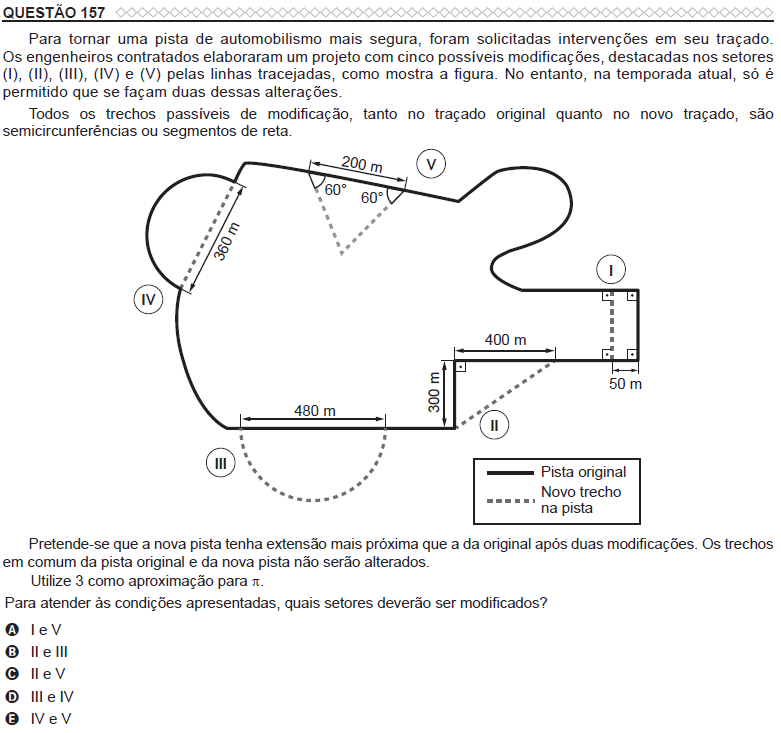 QUESTÃO 157
Para tornar uma pista de automobilismo mais segura, foram solicitadas intervenções em seu traçado.
Os engenheiros contratados elaboraram um projeto com cinco possíveis modificações, destacadas nos setores
(I), (II), (III), (IV) e (V) pelas linhas tracejadas, como mostra a figura. No entanto, na temporada atual, só é
permitido que se façam duas dessas alterações.
Todos os trechos passíveis de modificação, tanto no traçado original quanto no novo traçado, são
semicircunferências ou segmentos de reta.
200 m
V
60°
60°
360 m
IV
I
400 m
50 m
300 m
480 m
II
III
Pista original
Novo trecho
na pista
Pretende-se que a nova pista tenha extensão mais próxima que a da original após duas modificações. Os trechos
em comum da pista original e da nova pista não serão alterados.
Utilize 3 como aproximação para π.
Para atender às condições apresentadas, quais setores deverão ser modificados?
A I e V
B II e III
C II e V
D III e IV
E IV e V